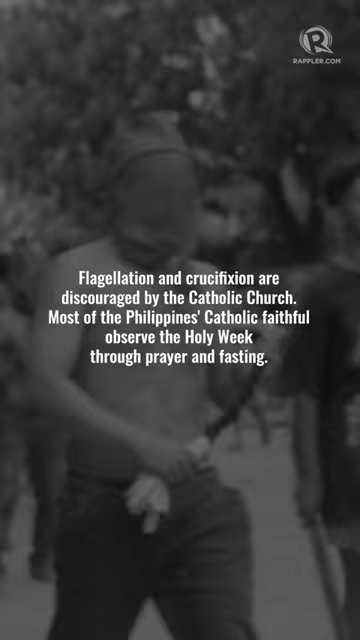 R
RAPPLER.COM
Flagellation and crucifixion are
discouraged by the Catholic Church.
Most of the Philippines' Catholic faithful
observe the Holy Week
through prayer and fasting.